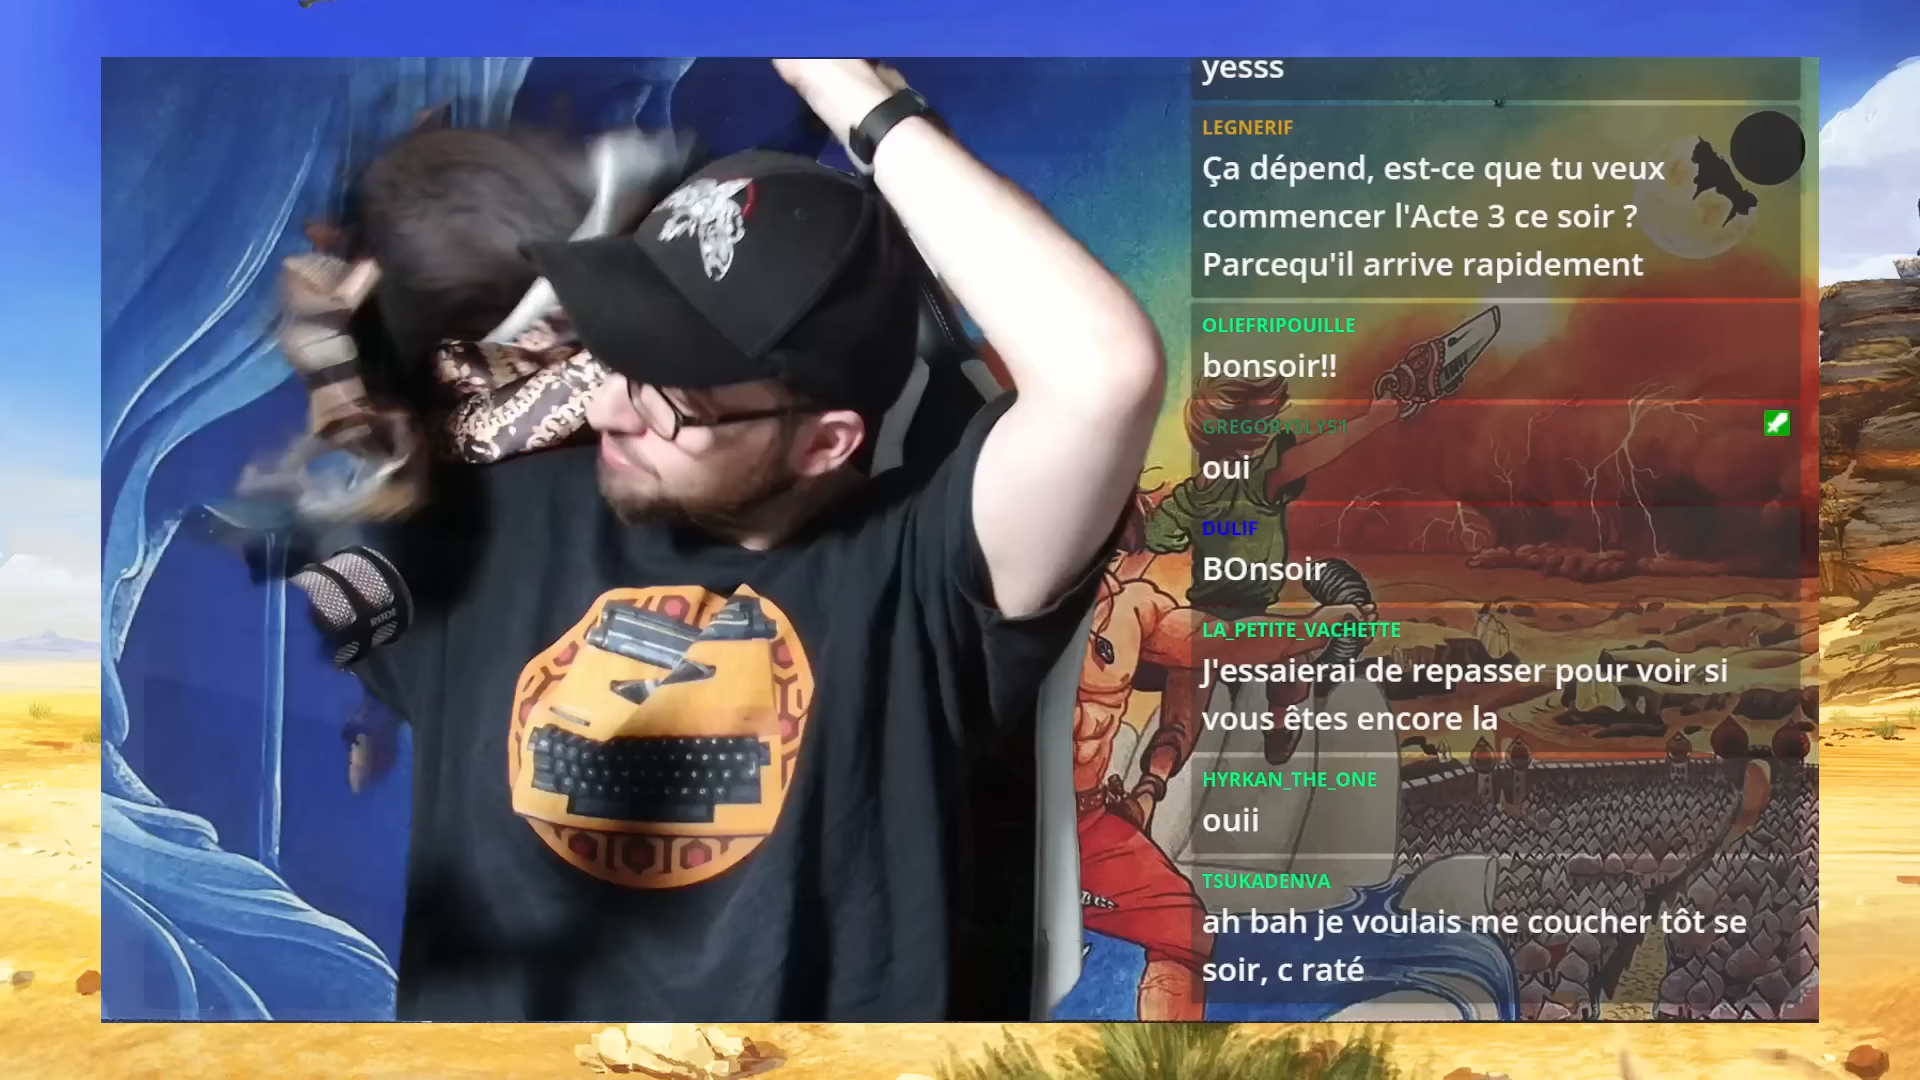 yesss
LEGNERIF
Ça dépend, est-ce que tu veux
commencer l'Acte 3 ce soir ?
Parcequ'il arrive rapidement
OLIEFRIPOUILLE
bonsoir!!
GREGORYSLY51
oui
DULIF
BOnsoir
LA_PETITE_VACHETTE
J'essaierai de repasser pour voir si
vous êtes encore la
HYRKAN_THE_ONE
ouii
TSUKADENVA
ah bah je voulais me coucher tôt se
soir, c raté
RØDE